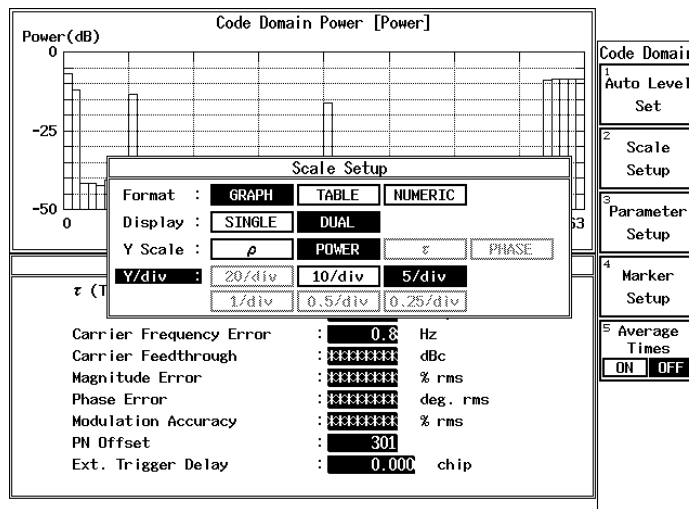 Code Domain Power [Power]
Power(dB)
0
-25
-50
0
63
Scale Setup
Format : GRAPH TABLE NUMERIC
Display : SINGLE DUAL
Y Scale : ρ POWER τ PHASE
Y/div : 20/div 10/div 5/div
1/div 0.5/div 0.25/div
τ (T
Carrier Frequency Error : 0.8 Hz
Carrier Feedthrough : ******** dBc
Magnitude Error : ******** % rms
Phase Error : ******** deg. rms
Modulation Accuracy : ******** % rms
PN Offset : 301
Ext. Trigger Delay : 0.000 chip
Code Domain
1
Auto Level
Set
2
Scale
Setup
3
Parameter
Setup
4
Marker
Setup
5
Average
Times
ON OFF